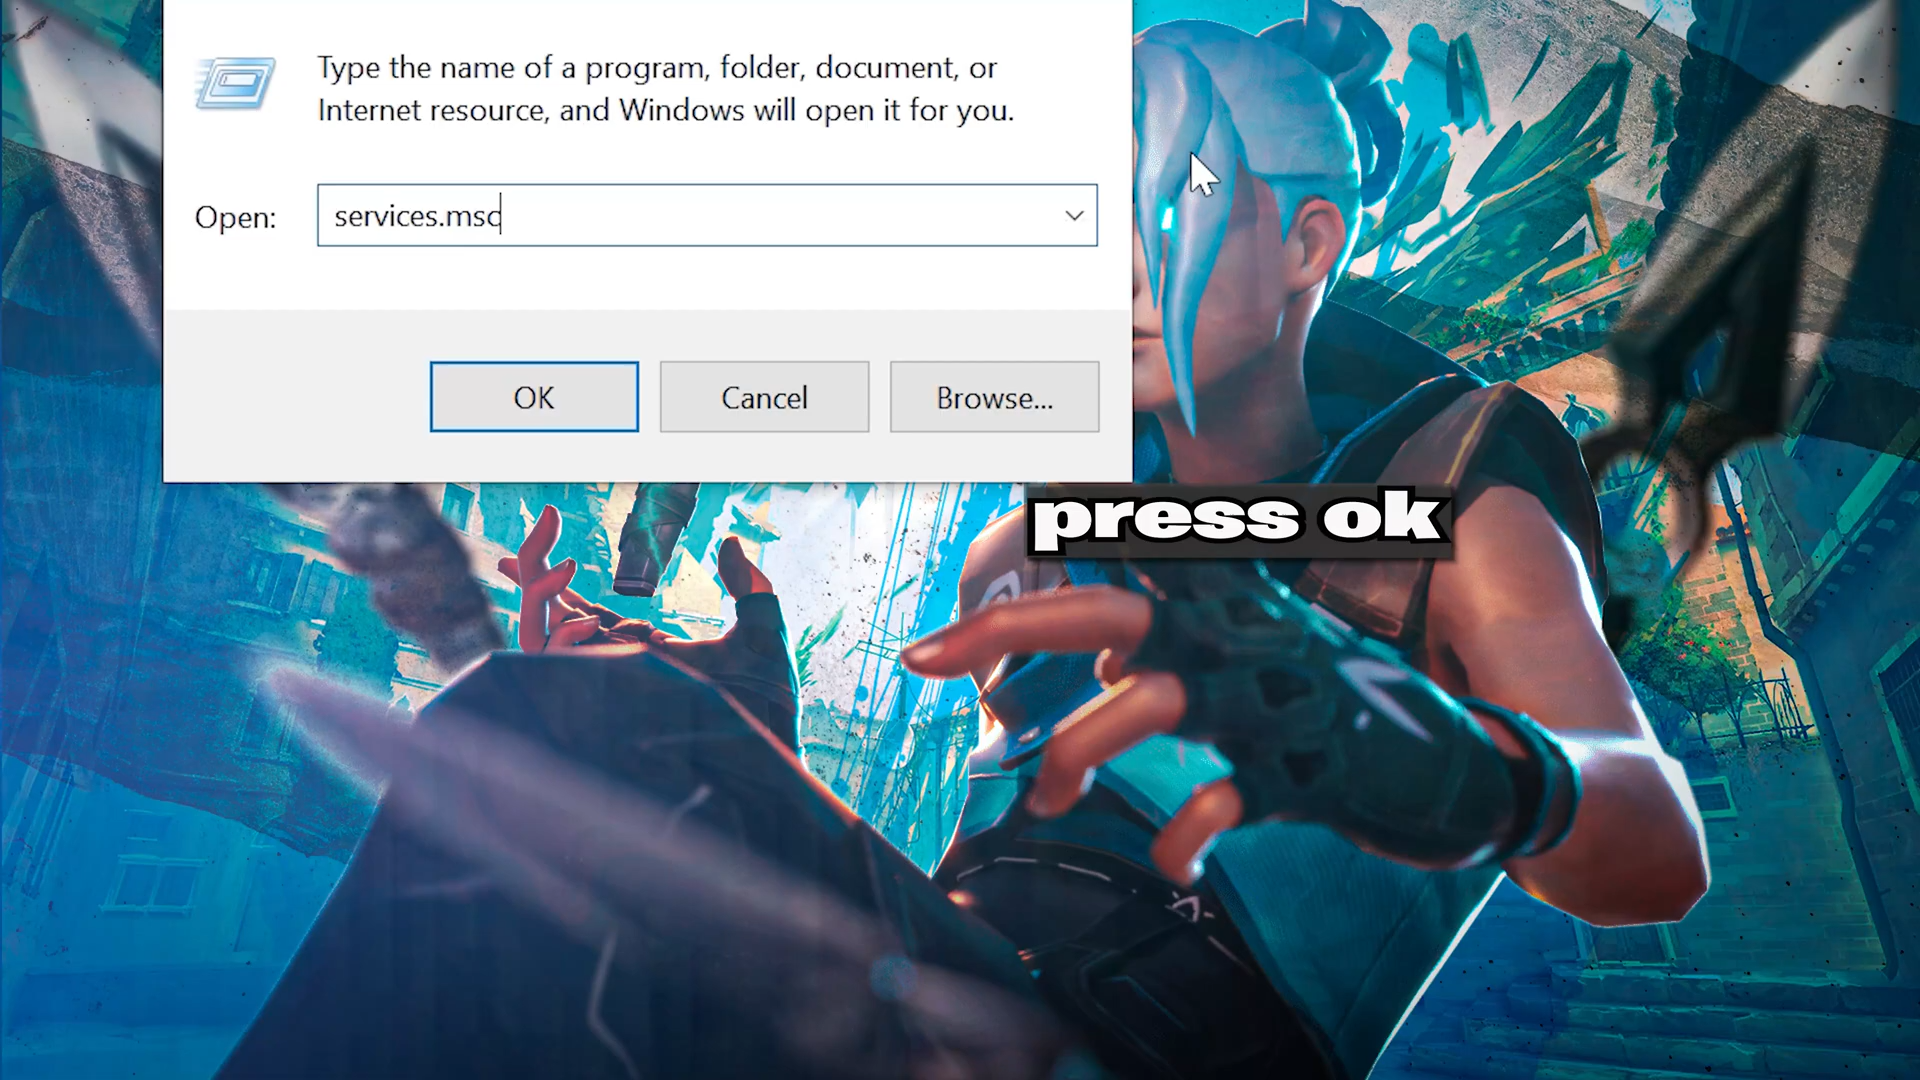 Type the name of a program, folder, document, or
Internet resource, and Windows will open it for you.
Open:
services.msc
OK
Cancel
Browse...
press ok